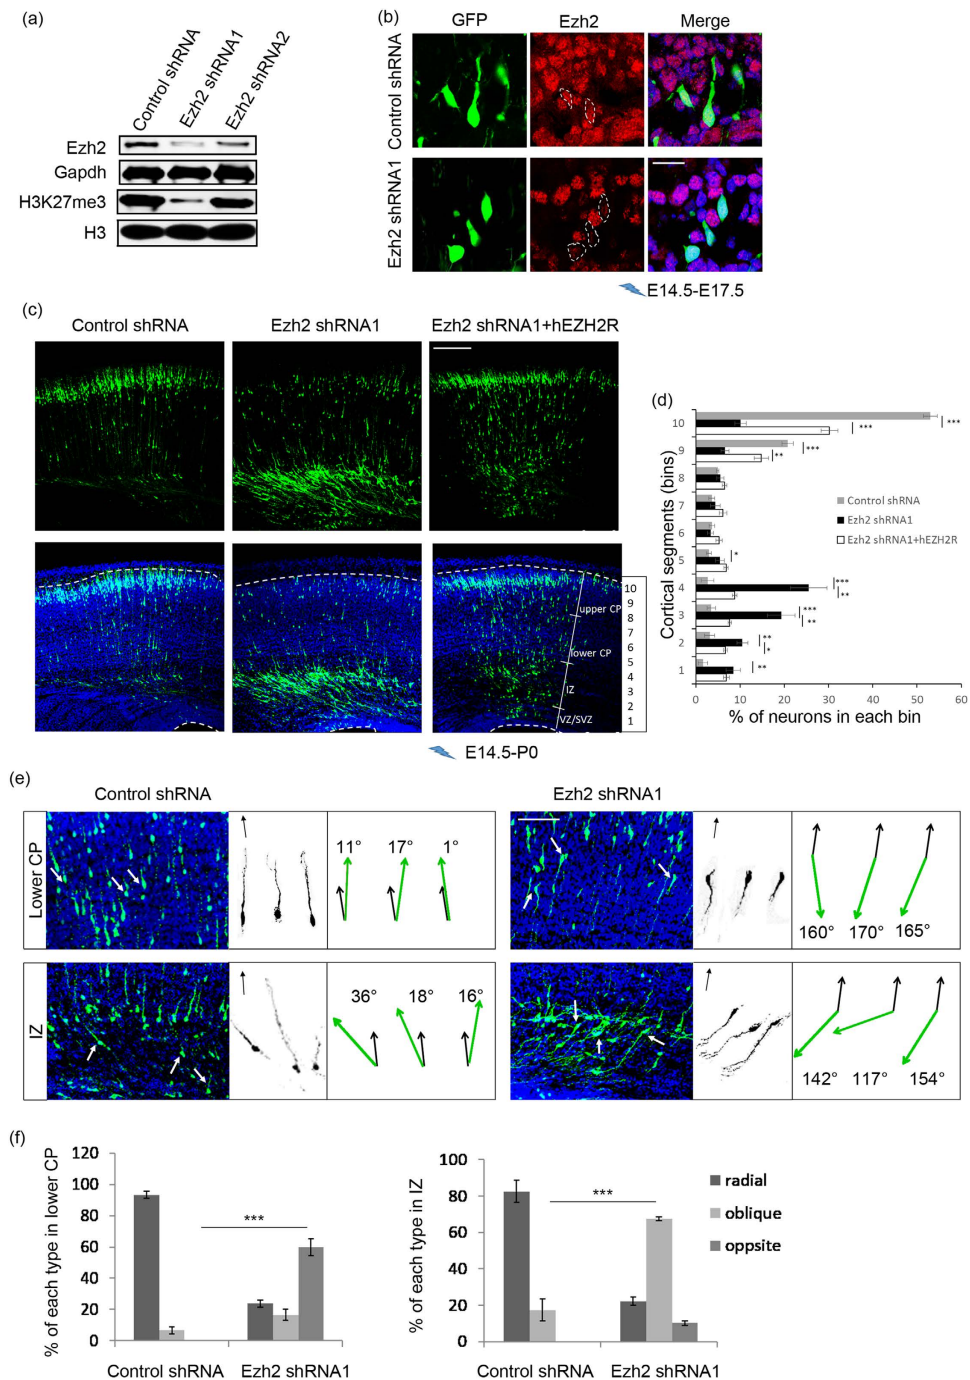 (a)
Control shRNA
Ezh2 shRNA1
Ezh2 shRNA2
Ezh2
Gapdh
H3K27me3
H3
(b)
GFP Ezh2 Merge
Control shRNA
Ezh2 shRNA1
E14.5-E17.5
(c)
Control shRNA Ezh2 shRNA1 Ezh2 shRNA1+hEZH2R
10
9
8
7
6
5
4
3
2
1
upper CP
lower CP
IZ
VZ/SVZ
E14.5-P0
(d)
Cortical segments (bins)
10
9
8
7
6
5
4
3
2
1
***
***
***
**
*
***
**
***
**
**
*
**
Control shRNA
Ezh2 shRNA1
Ezh2 shRNA1+hEZH2R
0 10 20 30 40 50 60
% of neurons in each bin
(e)
Control shRNA Ezh2 shRNA1
Lower CP
11° 17° 1°
160° 170° 165°
IZ
36° 18° 16°
142° 117° 154°
(f)
% of each type in lower CP
120
100
80
60
40
20
0
***
Control shRNA Ezh2 shRNA1
% of each type in IZ
100
80
60
40
20
0
***
Control shRNA Ezh2 shRNA1
radial
oblique
oppsite